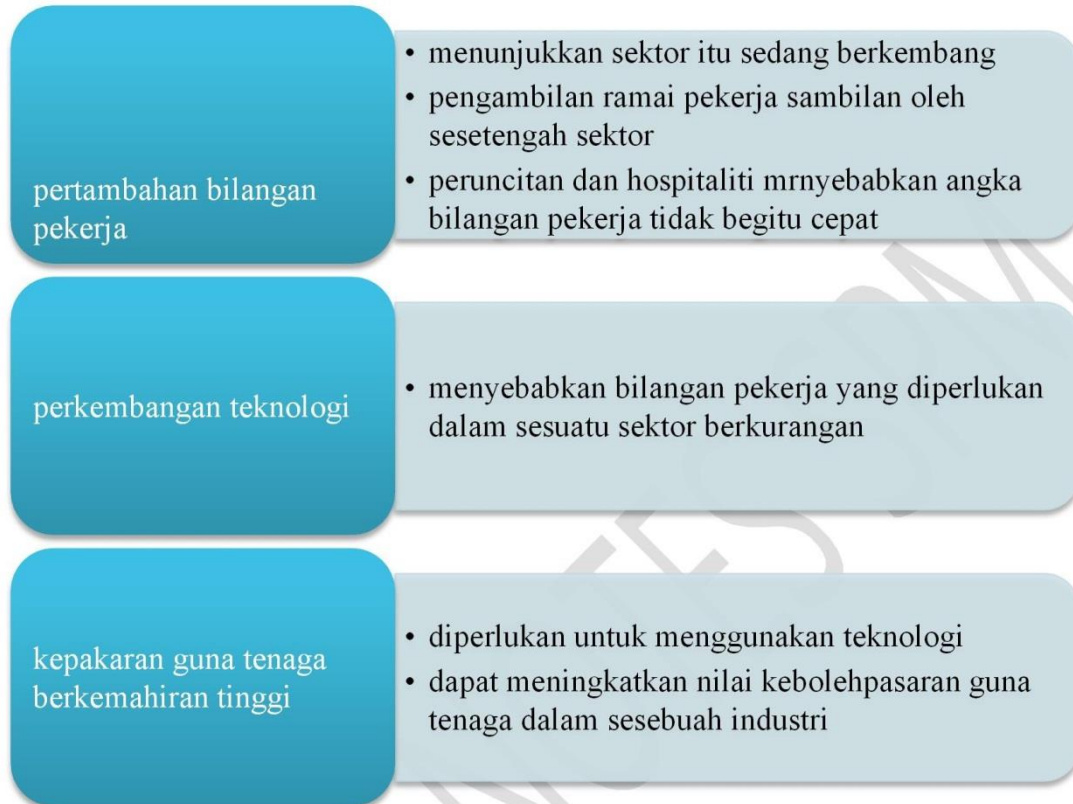 pertambahan bilangan
pekerja
• menunjukkan sektor itu sedang berkembang
• pengambilan ramai pekerja sambilan oleh
sesetengah sektor
• peruncitan dan hospitaliti mrnyebabkan angka
bilangan pekerja tidak begitu cepat
perkembangan teknologi
• menyebabkan bilangan pekerja yang diperlukan
dalam sesuatu sektor berkurangan
kepakaran guna tenaga
berkemahiran tinggi
• diperlukan untuk menggunakan teknologi
• dapat meningkatkan nilai kebolehpasaran guna
tenaga dalam sesebuah industri
NOTES SPM